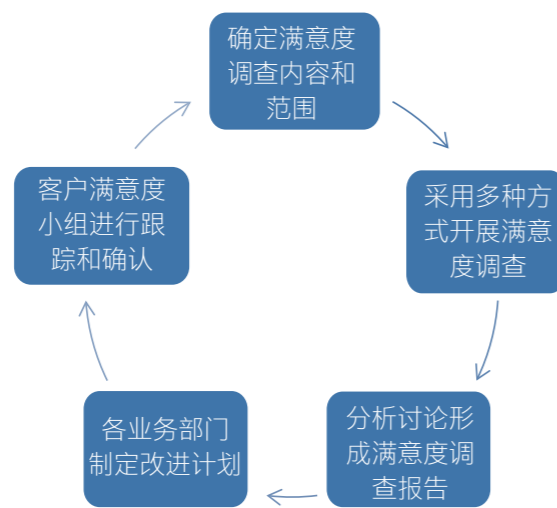 确定满意度
调查内容和
范围
采用多种方
式开展满意
度调查
分析讨论形
成满意度调
查报告
各业务部门
制定改进计划
客户满意度
小组进行跟
踪和确认